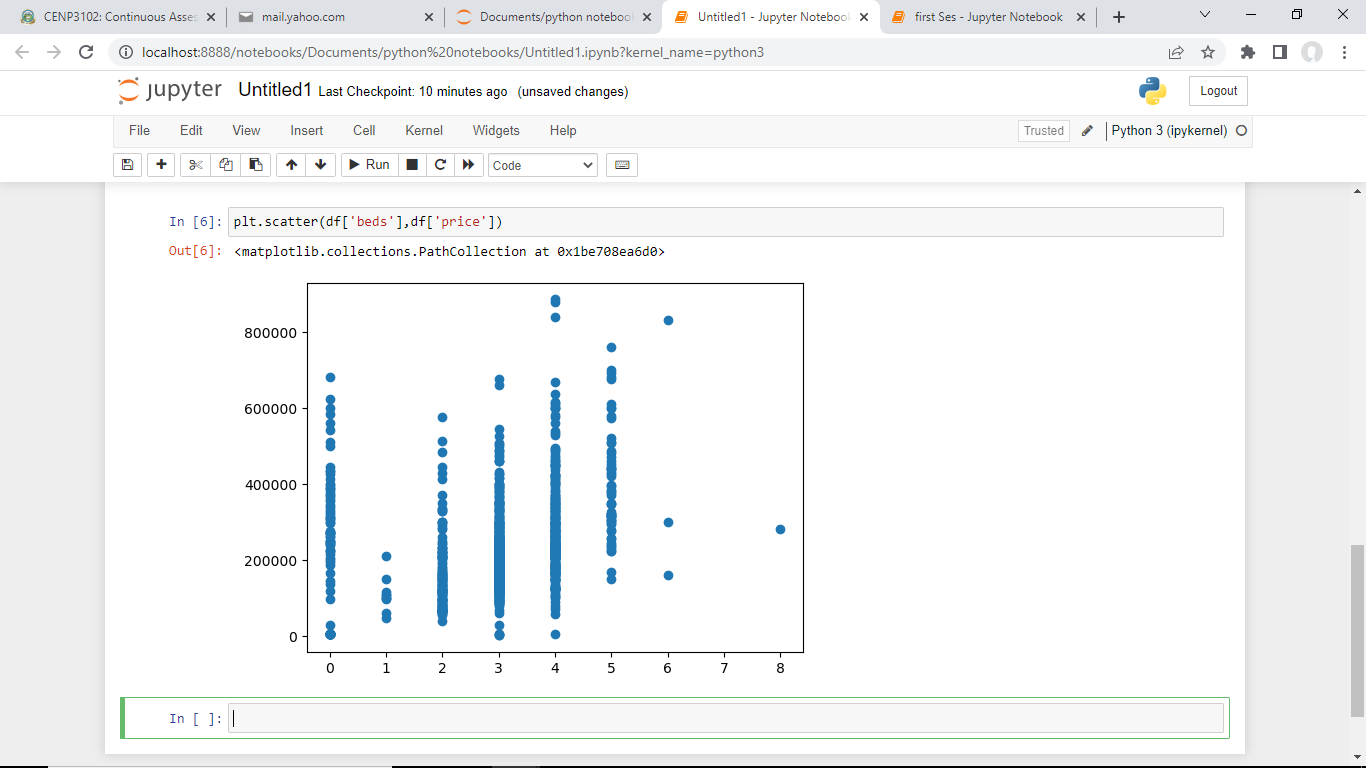 CENP3102: Continuous Asses
mail.yahoo.com
Documents/python notebool
Untitled1 - Jupyter Notebook
first Ses - Jupyter Notebook
localhost:8888/notebooks/Documents/python%20notebooks/Untitled1.ipynb?kernel_name=python3
jupyter Untitled1 Last Checkpoint: 10 minutes ago (unsaved changes)
Logout
File Edit View Insert Cell Kernel Widgets Help
Trusted
Python 3 (ipykernel)
Run
Code
In [6]: plt.scatter(df['beds'],df['price'])
Out[6]: <matplotlib.collections.PathCollection at 0x1be708ea6d0>
800000
600000
400000
200000
0
0 1 2 3 4 5 6 7 8
In [ ]: